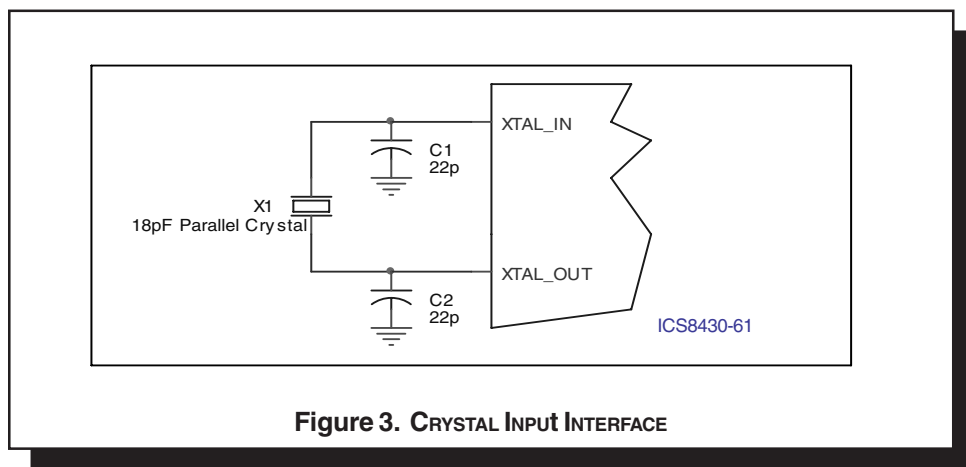 XTAL_IN
C1
22p
X1
18pF Parallel Crystal
XTAL_OUT
C2
22p
ICS8430-61
Figure 3. CRYSTAL INPUt INTERFACE